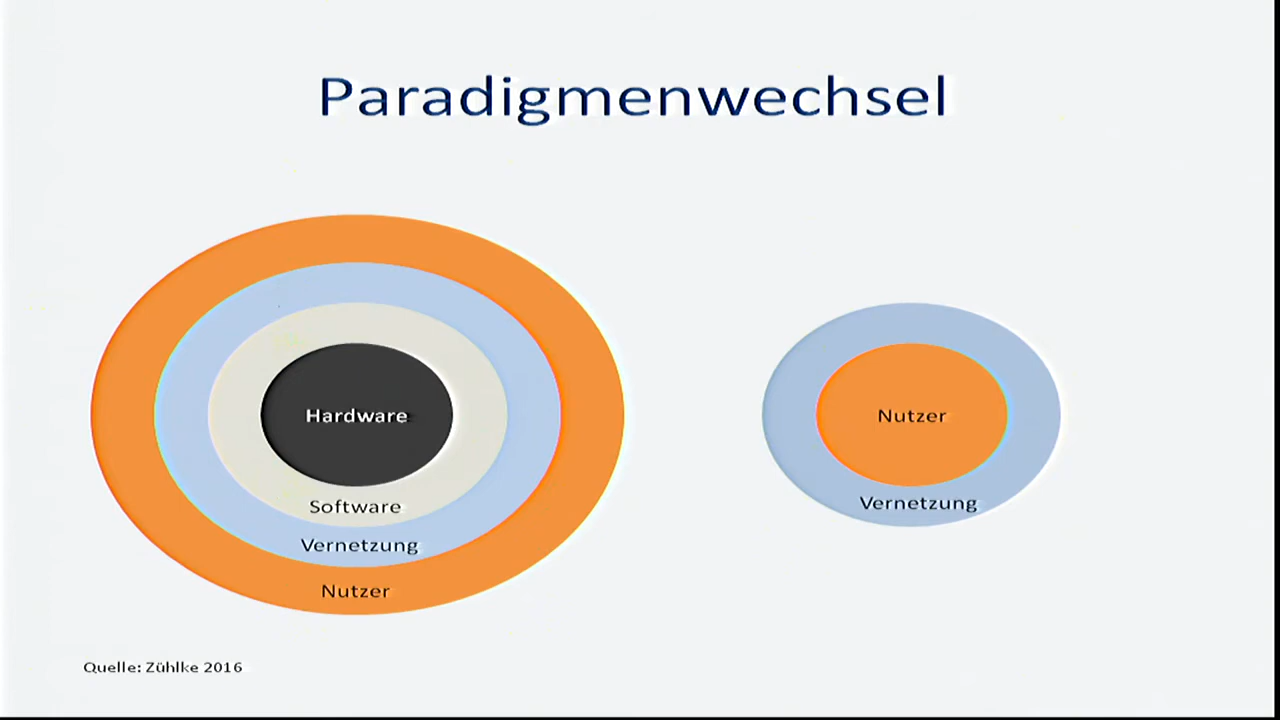 Paradigmenwechsel
Hardware
Software
Vernetzung
Nutzer
Nutzer
Vernetzung
Quelle: Zühlke 2016